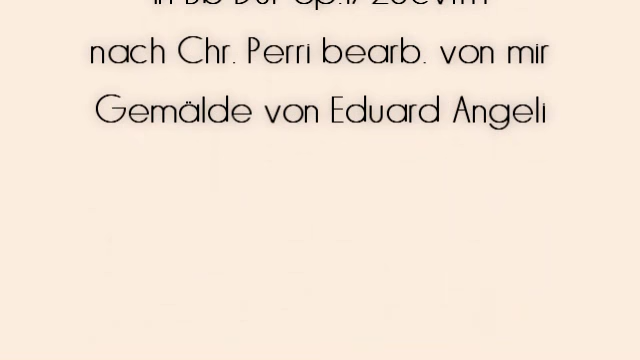 nach Chr. Perri bearb. von mir
Gemälde von Eduard Angeli